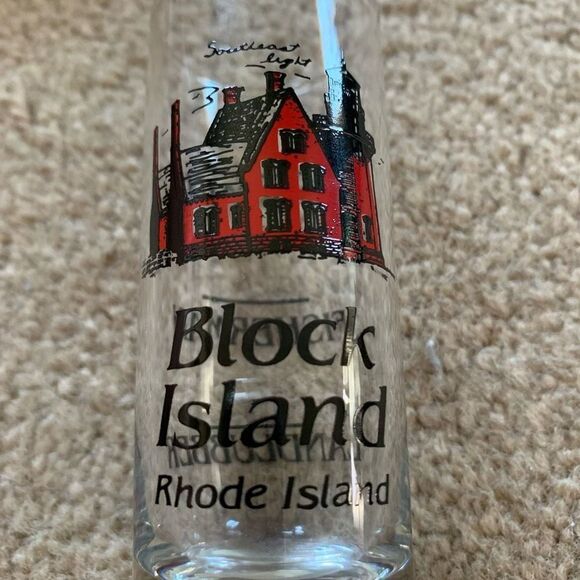 Southeast
light
Block
Island
Rhode Island